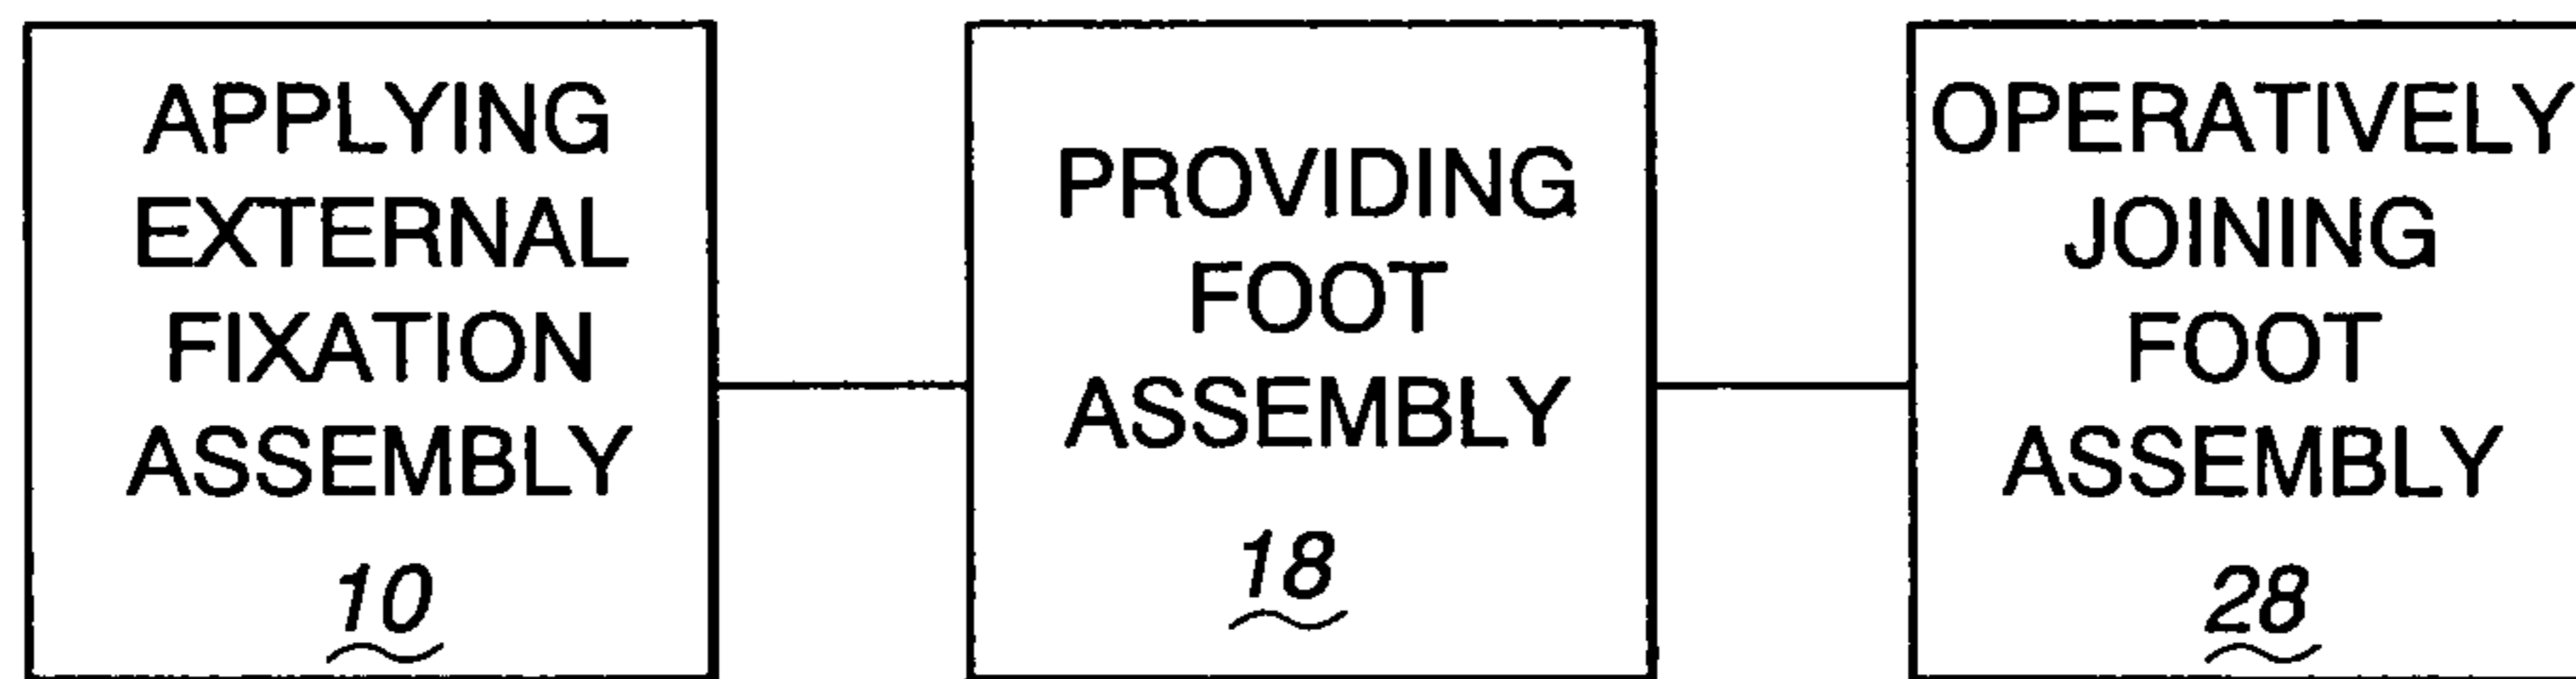 APPLYING
EXTERNAL
FIXATION
ASSEMBLY
10
PROVIDING
FOOT
ASSEMBLY
18
OPERATIVELY
JOINING
FOOT
ASSEMBLY
28